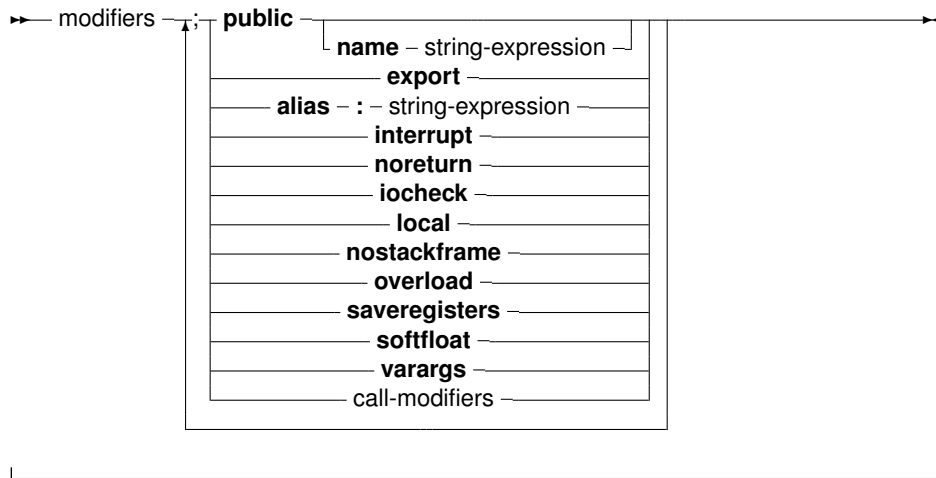 modifiers ; public
name string-expression
export
alias : string-expression
interrupt
noreturn
iocheck
local
nostackframe
overload
saveregisters
softfloat
varargs
call-modifiers